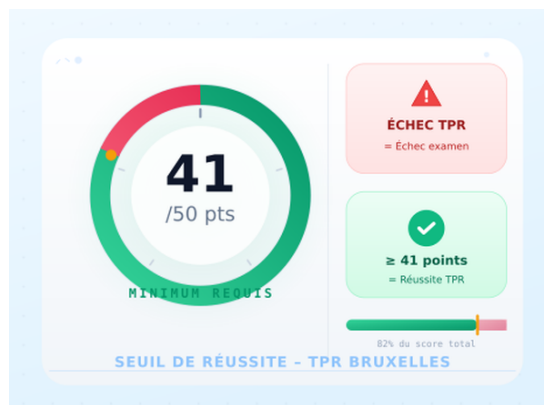 41
/50 pts
MINIMUM REQUIS
!
ÉCHEC TPR
= Échec examen
≥ 41 points
= Réussite TPR
82% du score total
SEUIL DE RÉUSSITE – TPR BRUXELLES